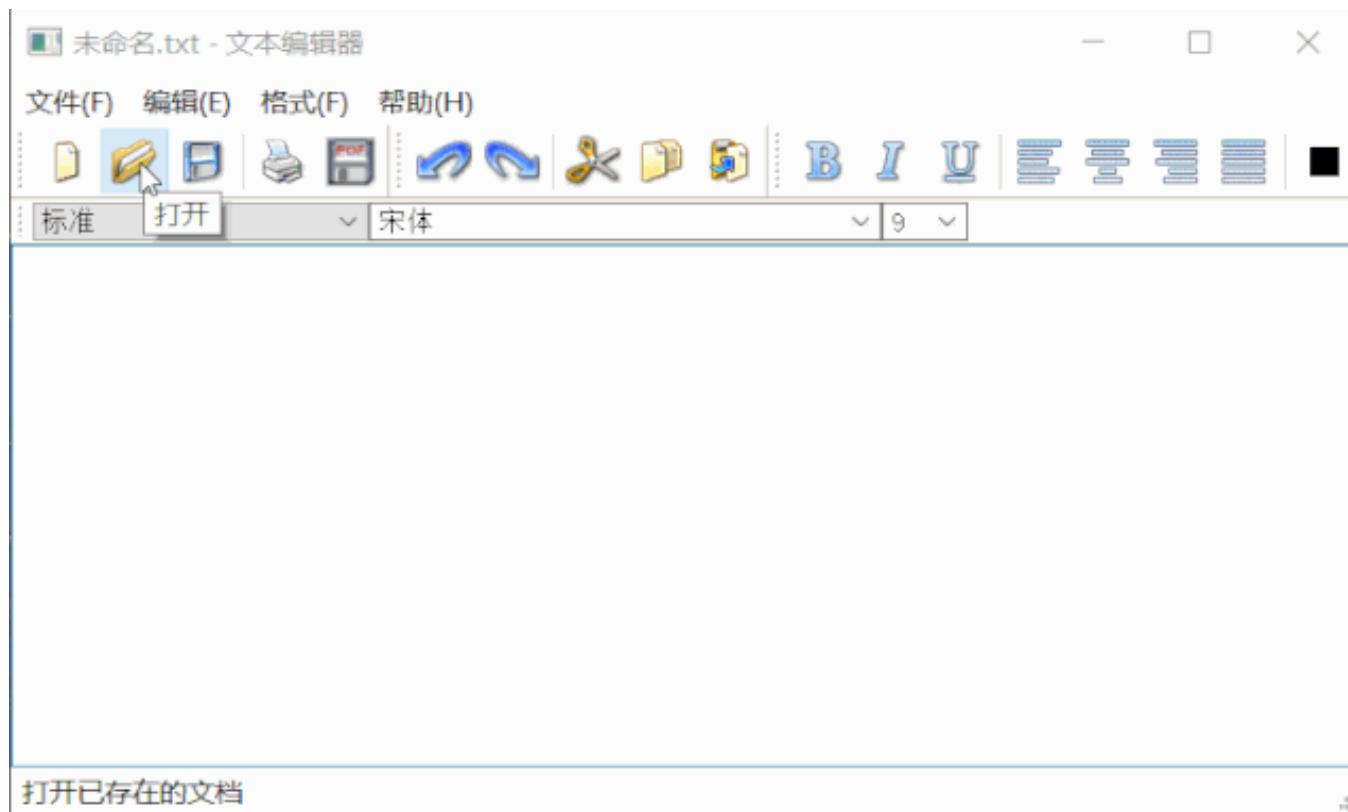 未命名.txt - 文本编辑器
文件(F) 编辑(E) 格式(F) 帮助(H)
PDF B I U
标准 打开 宋体 9
打开已存在的文档